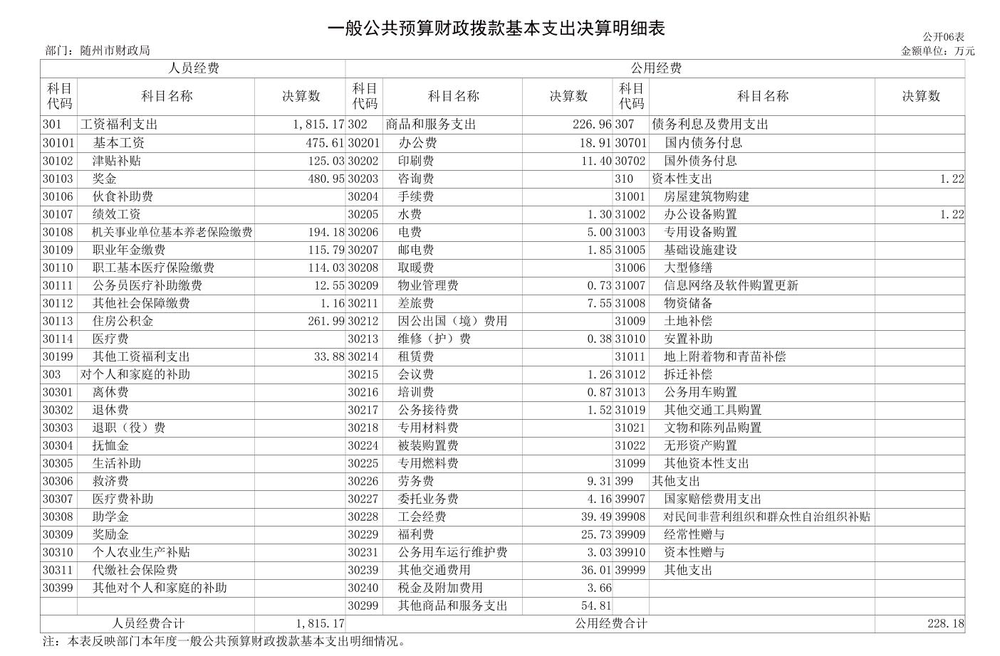 一般公共预算财政拨款基本支出决算明细表
公开06表
部门：随州市财政局 金额单位：万元
人员经费 公用经费
科目代码 科目名称 决算数 科目代码 科目名称 决算数 科目代码 科目名称 决算数
301 工资福利支出 1,815.17 302 商品和服务支出 226.96 307 债务利息及费用支出
30101 基本工资 475.61 30201 办公费 18.91 30701 国内债务付息
30102 津贴补贴 125.03 30202 印刷费 11.40 30702 国外债务付息
30103 奖金 480.95 30203 咨询费 310 资本性支出 1.22
30106 伙食补助费 30204 手续费 31001 房屋建筑物购建
30107 绩效工资 30205 水费 1.30 31002 办公设备购置 1.22
30108 机关事业单位基本养老保险缴费 194.18 30206 电费 5.00 31003 专用设备购置
30109 职业年金缴费 115.79 30207 邮电费 1.85 31005 基础设施建设
30110 职工基本医疗保险缴费 114.03 30208 取暖费 31006 大型修缮
30111 公务员医疗补助缴费 12.55 30209 物业管理费 0.73 31007 信息网络及软件购置更新
30112 其他社会保障缴费 1.16 30211 差旅费 7.55 31008 物资储备
30113 住房公积金 261.99 30212 因公出国（境）费用 31009 土地补偿
30114 医疗费 30213 维修（护）费 0.38 31010 安置补助
30199 其他工资福利支出 33.88 30214 租赁费 31011 地上附着物和青苗补偿
303 对个人和家庭的补助 30215 会议费 1.26 31012 拆迁补偿
30301 离休费 30216 培训费 0.87 31013 公务用车购置
30302 退休费 30217 公务接待费 1.52 31019 其他交通工具购置
30303 退职（役）费 30218 专用材料费 31021 文物和陈列品购置
30304 抚恤金 30224 被装购置费 31022 无形资产购置
30305 生活补助 30225 专用燃料费 31099 其他资本性支出
30306 救济费 30226 劳务费 9.31 399 其他支出
30307 医疗费补助 30227 委托业务费 4.16 39907 国家赔偿费用支出
30308 助学金 30228 工会经费 39.49 39908 对民间非营利组织和群众性自治组织补贴
30309 奖励金 30229 福利费 25.73 39909 经常性赠与
30310 个人农业生产补贴 30231 公务用车运行维护费 3.03 39910 资本性赠与
30311 代缴社会保险费 30239 其他交通费用 36.01 39999 其他支出
30399 其他对个人和家庭的补助 30240 税金及附加费用 3.66
30299 其他商品和服务支出 54.81
人员经费合计 1,815.17 公用经费合计 228.18
注：本表反映部门本年度一般公共预算财政拨款基本支出明细情况。